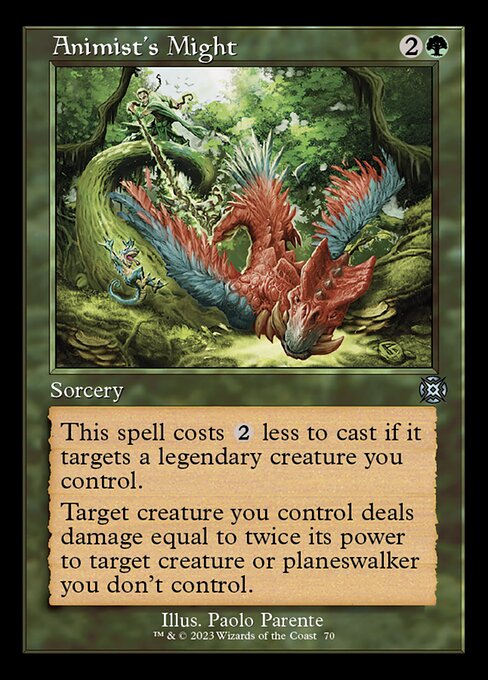 Animist's Might 2
Sorcery
This spell costs 2 less to cast if it
targets a legendary creature you
control.
Target creature you control deals
damage equal to twice its power
to target creature or planeswalker
you don't control.
Illus. Paolo Parente
™ & © 2023 Wizards of the Coast 70